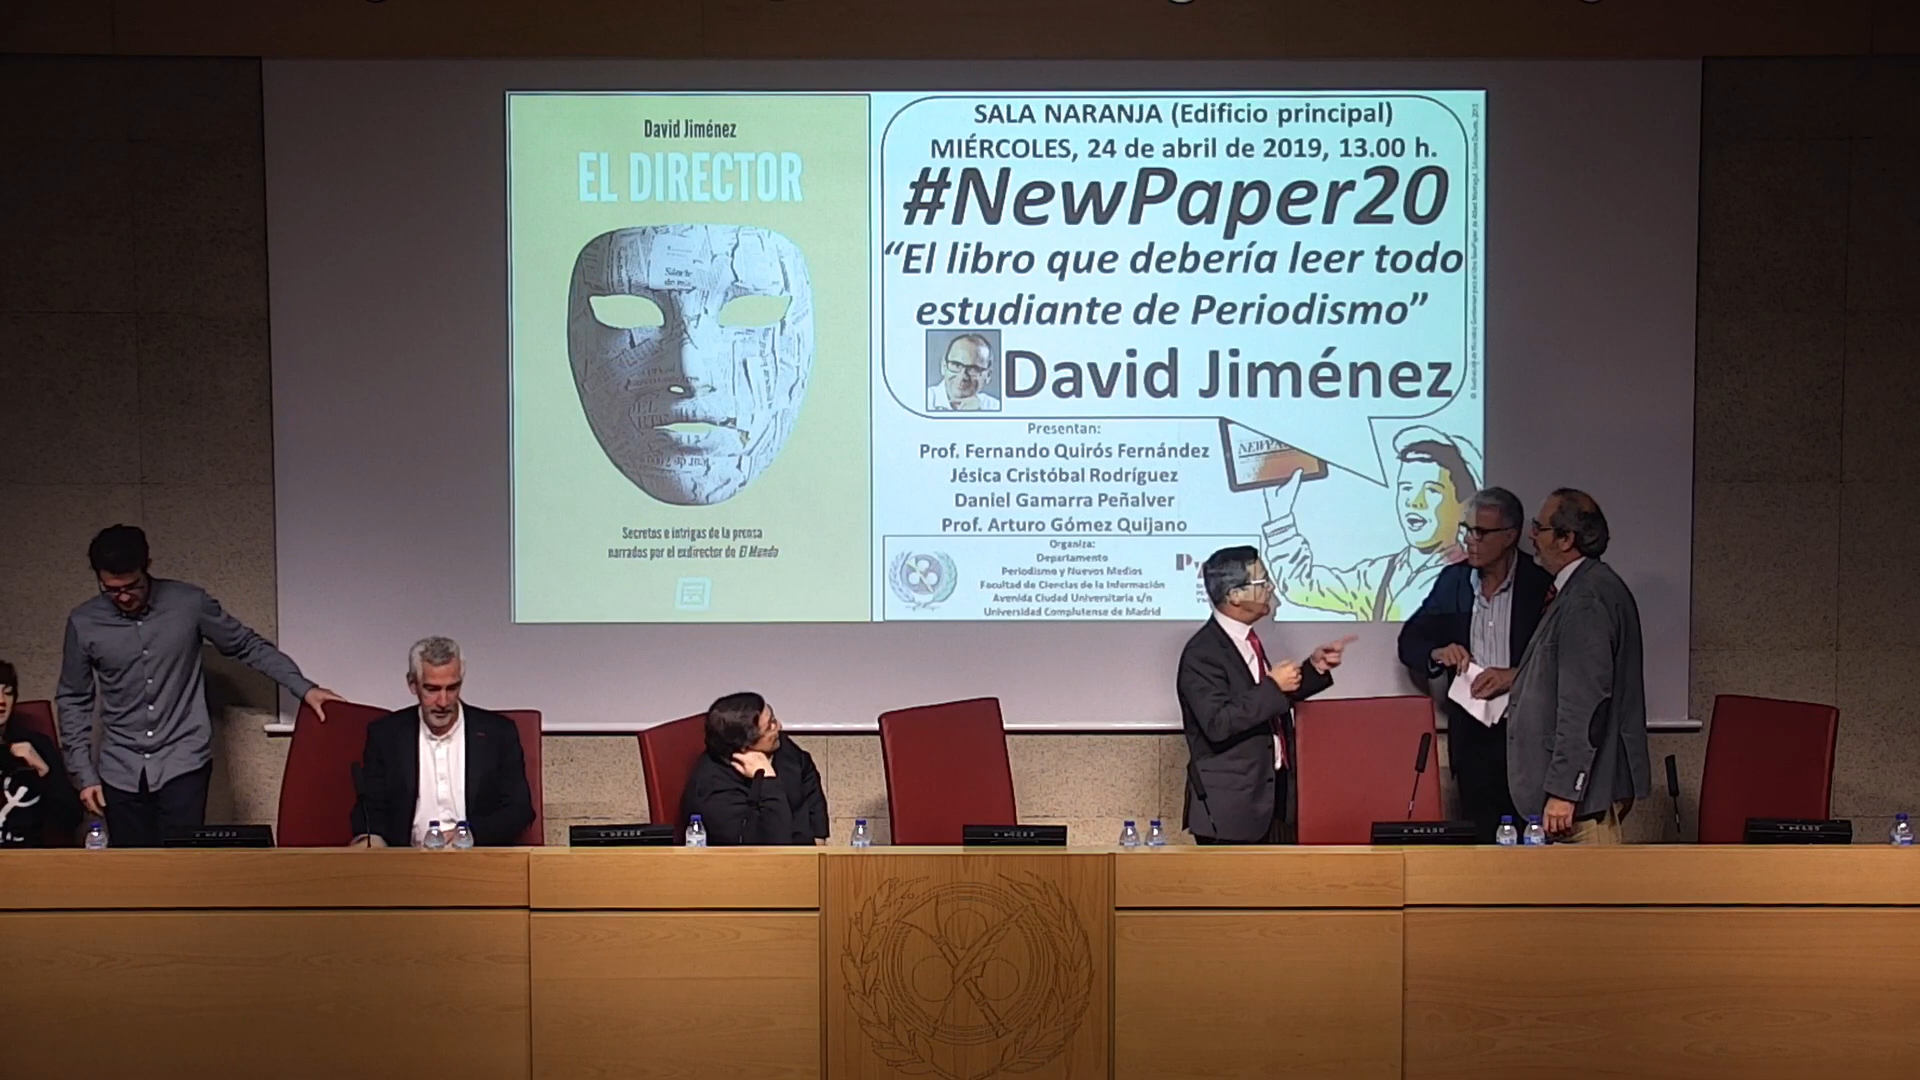 David Jiménez
EL DIRECTOR
Secretos e intrigas de la prensa
narrados por el exdirector de El Mundo
SALA NARANJA (Edificio principal)
MIÉRCOLES, 24 de abril de 2019, 13.00 h.
#NewPaper20
“El libro que debería leer todo
estudiante de Periodismo”
David Jiménez
Presentan:
Prof. Fernando Quirós Fernández
Jésica Cristóbal Rodríguez
Daniel Gamarra Peñalver
Prof. Arturo Gómez Quijano
Organiza:
Departamento
Periodismo y Nuevos Medios
Facultad de Ciencias de la Información
Avenida Ciudad Universitaria s/n
Universidad Complutense de Madrid